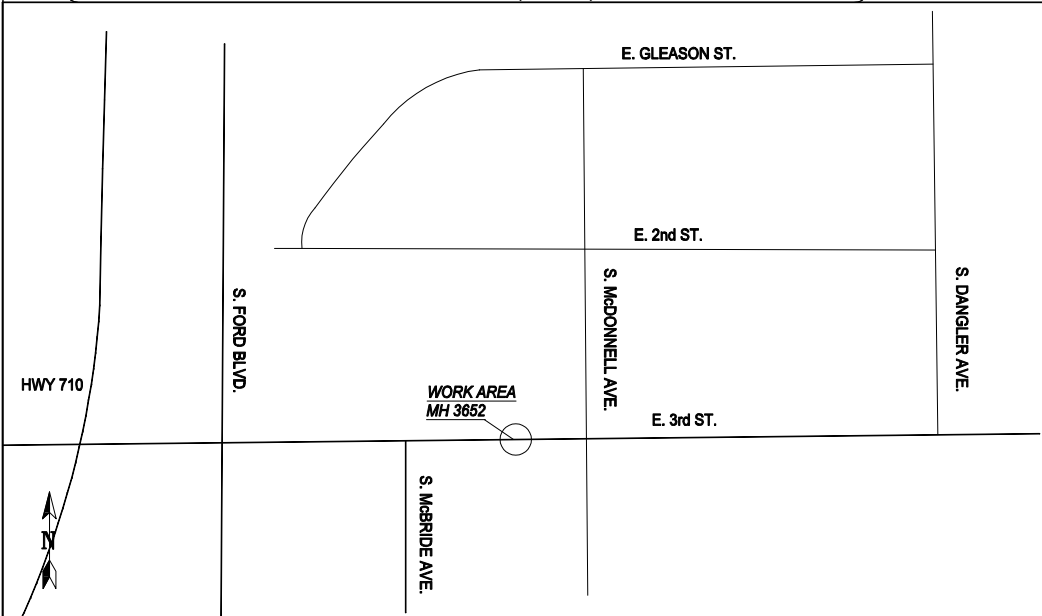 E. GLEASON ST.
E. 2nd ST.
S. FORD BLVD.
S. McDONNELL AVE.
S. DANGLER AVE.
HWY 710
WORK AREA
MH 3652
E. 3rd ST.
S. McBRIDE AVE.
N